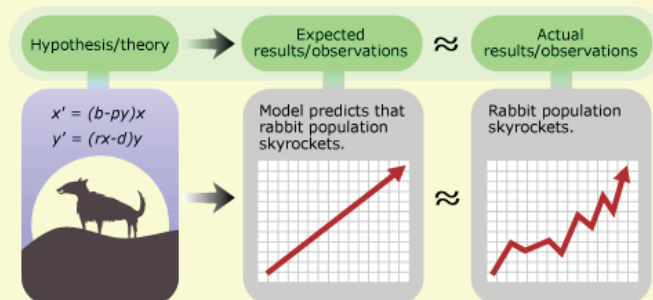 Hypothesis/theory
Expected
results/observations
≈
Actual
results/observations
x' = (b-py)x
y' = (rx-d)y
Model predicts that
rabbit population
skyrockets.
≈
Rabbit population
skyrockets.